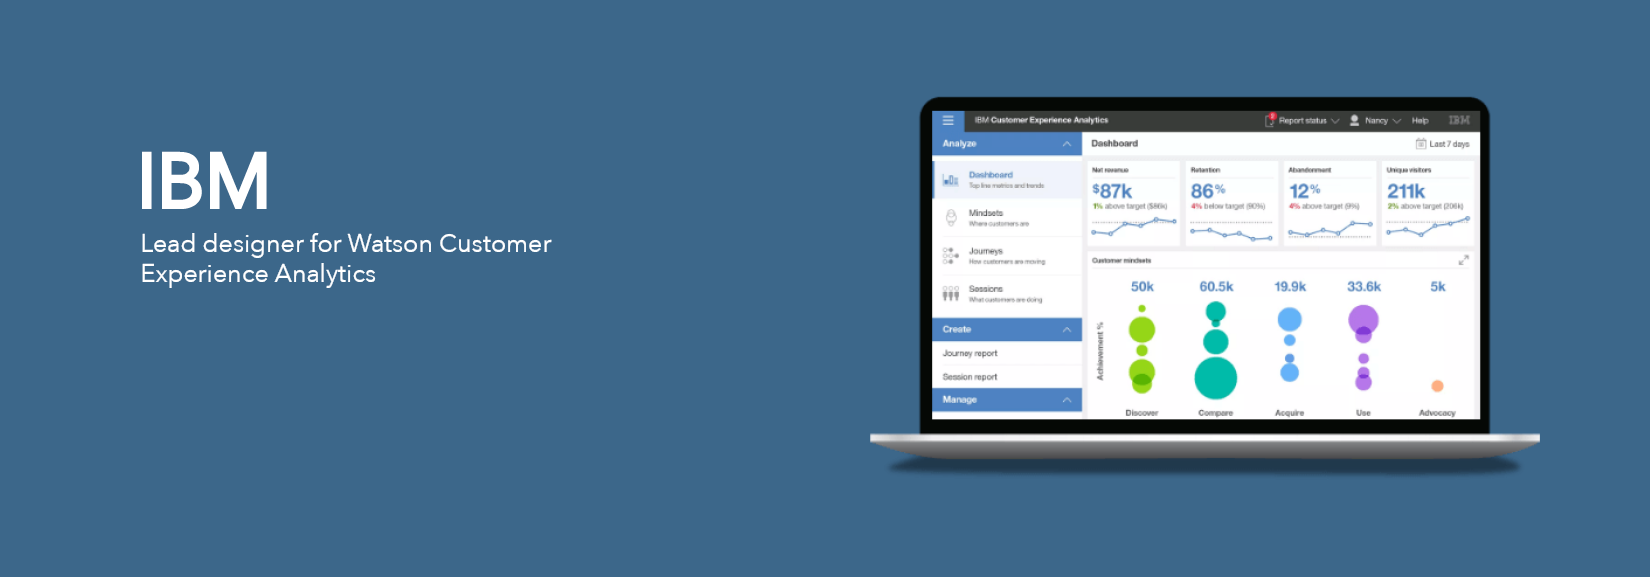 IBM
Lead designer for Watson Customer
Experience Analytics
IBM Customer Experience Analytics
Report status
Nancy
Help
IBM
Analyze
Dashboard
Top line metrics and trends
Mindsets
Where customers are
Journeys
How customers are moving
Sessions
What customers are doing
Create
Journey report
Session report
Manage
Dashboard
Last 7 days
Net revenue
$87k
1% above target ($86k)
Retention
86%
4% below target (90%)
Abandonment
12%
4% above target (9%)
Unique visitors
211k
2% above target (206k)
Customer mindsets
50k 60.5k 19.9k 33.6k 5k
Achievement %
Discover Compare Acquire Use Advocacy